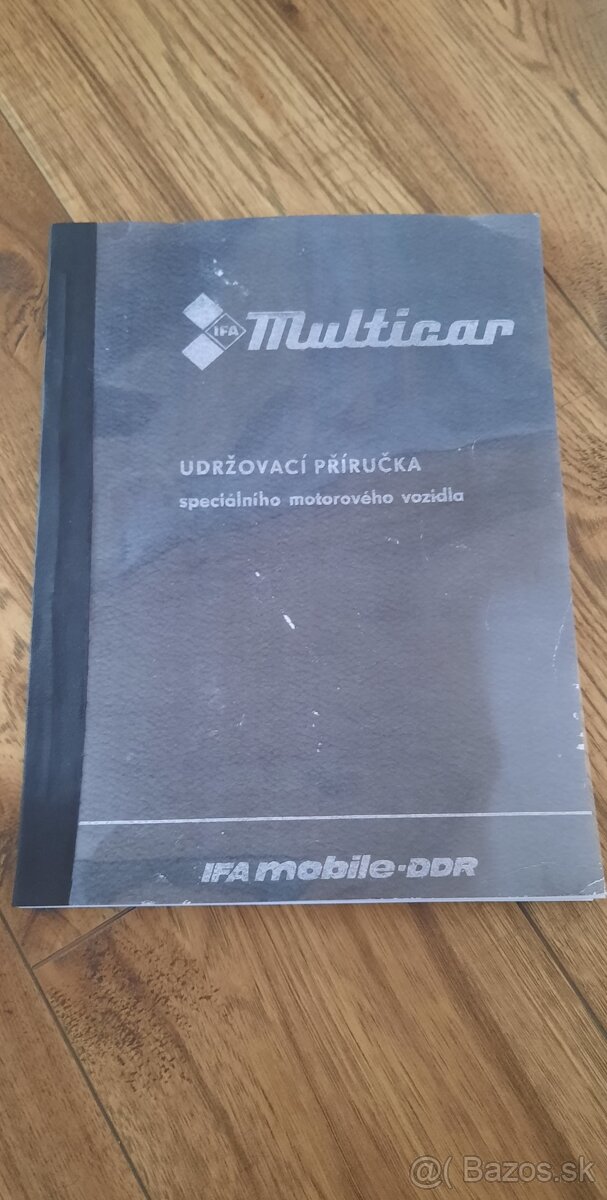 IFA Multicar
UDRŽOVACÍ PŘÍRUČKA
speciálního motorového vozidla
IFA mobile-DDR
@( Bazos.sk